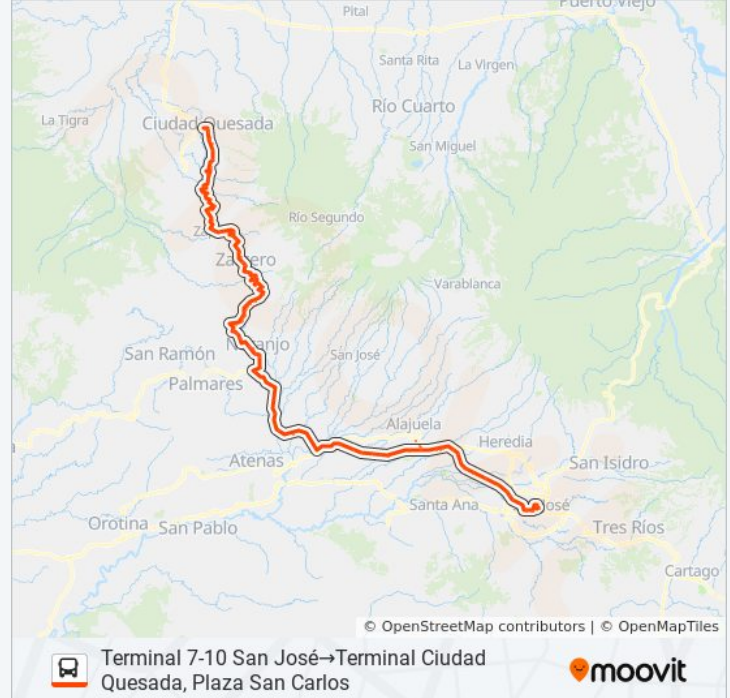 Pital
Puerto Viejo
Santa Rita
La Virgen
Río Cuarto
La Tigra
Ciudad Quesada
San Miguel
Río Segundo
Varablanca
Naranjo
San José
San Ramón
Palmares
Alajuela
Heredia
Atenas
San Isidro
Santa Ana
José
Orotina
San Pablo
Tres Ríos
Cartago
© OpenStreetMap contributors | © OpenMapTiles
Terminal 7-10 San José→Terminal Ciudad
Quesada, Plaza San Carlos
moovit